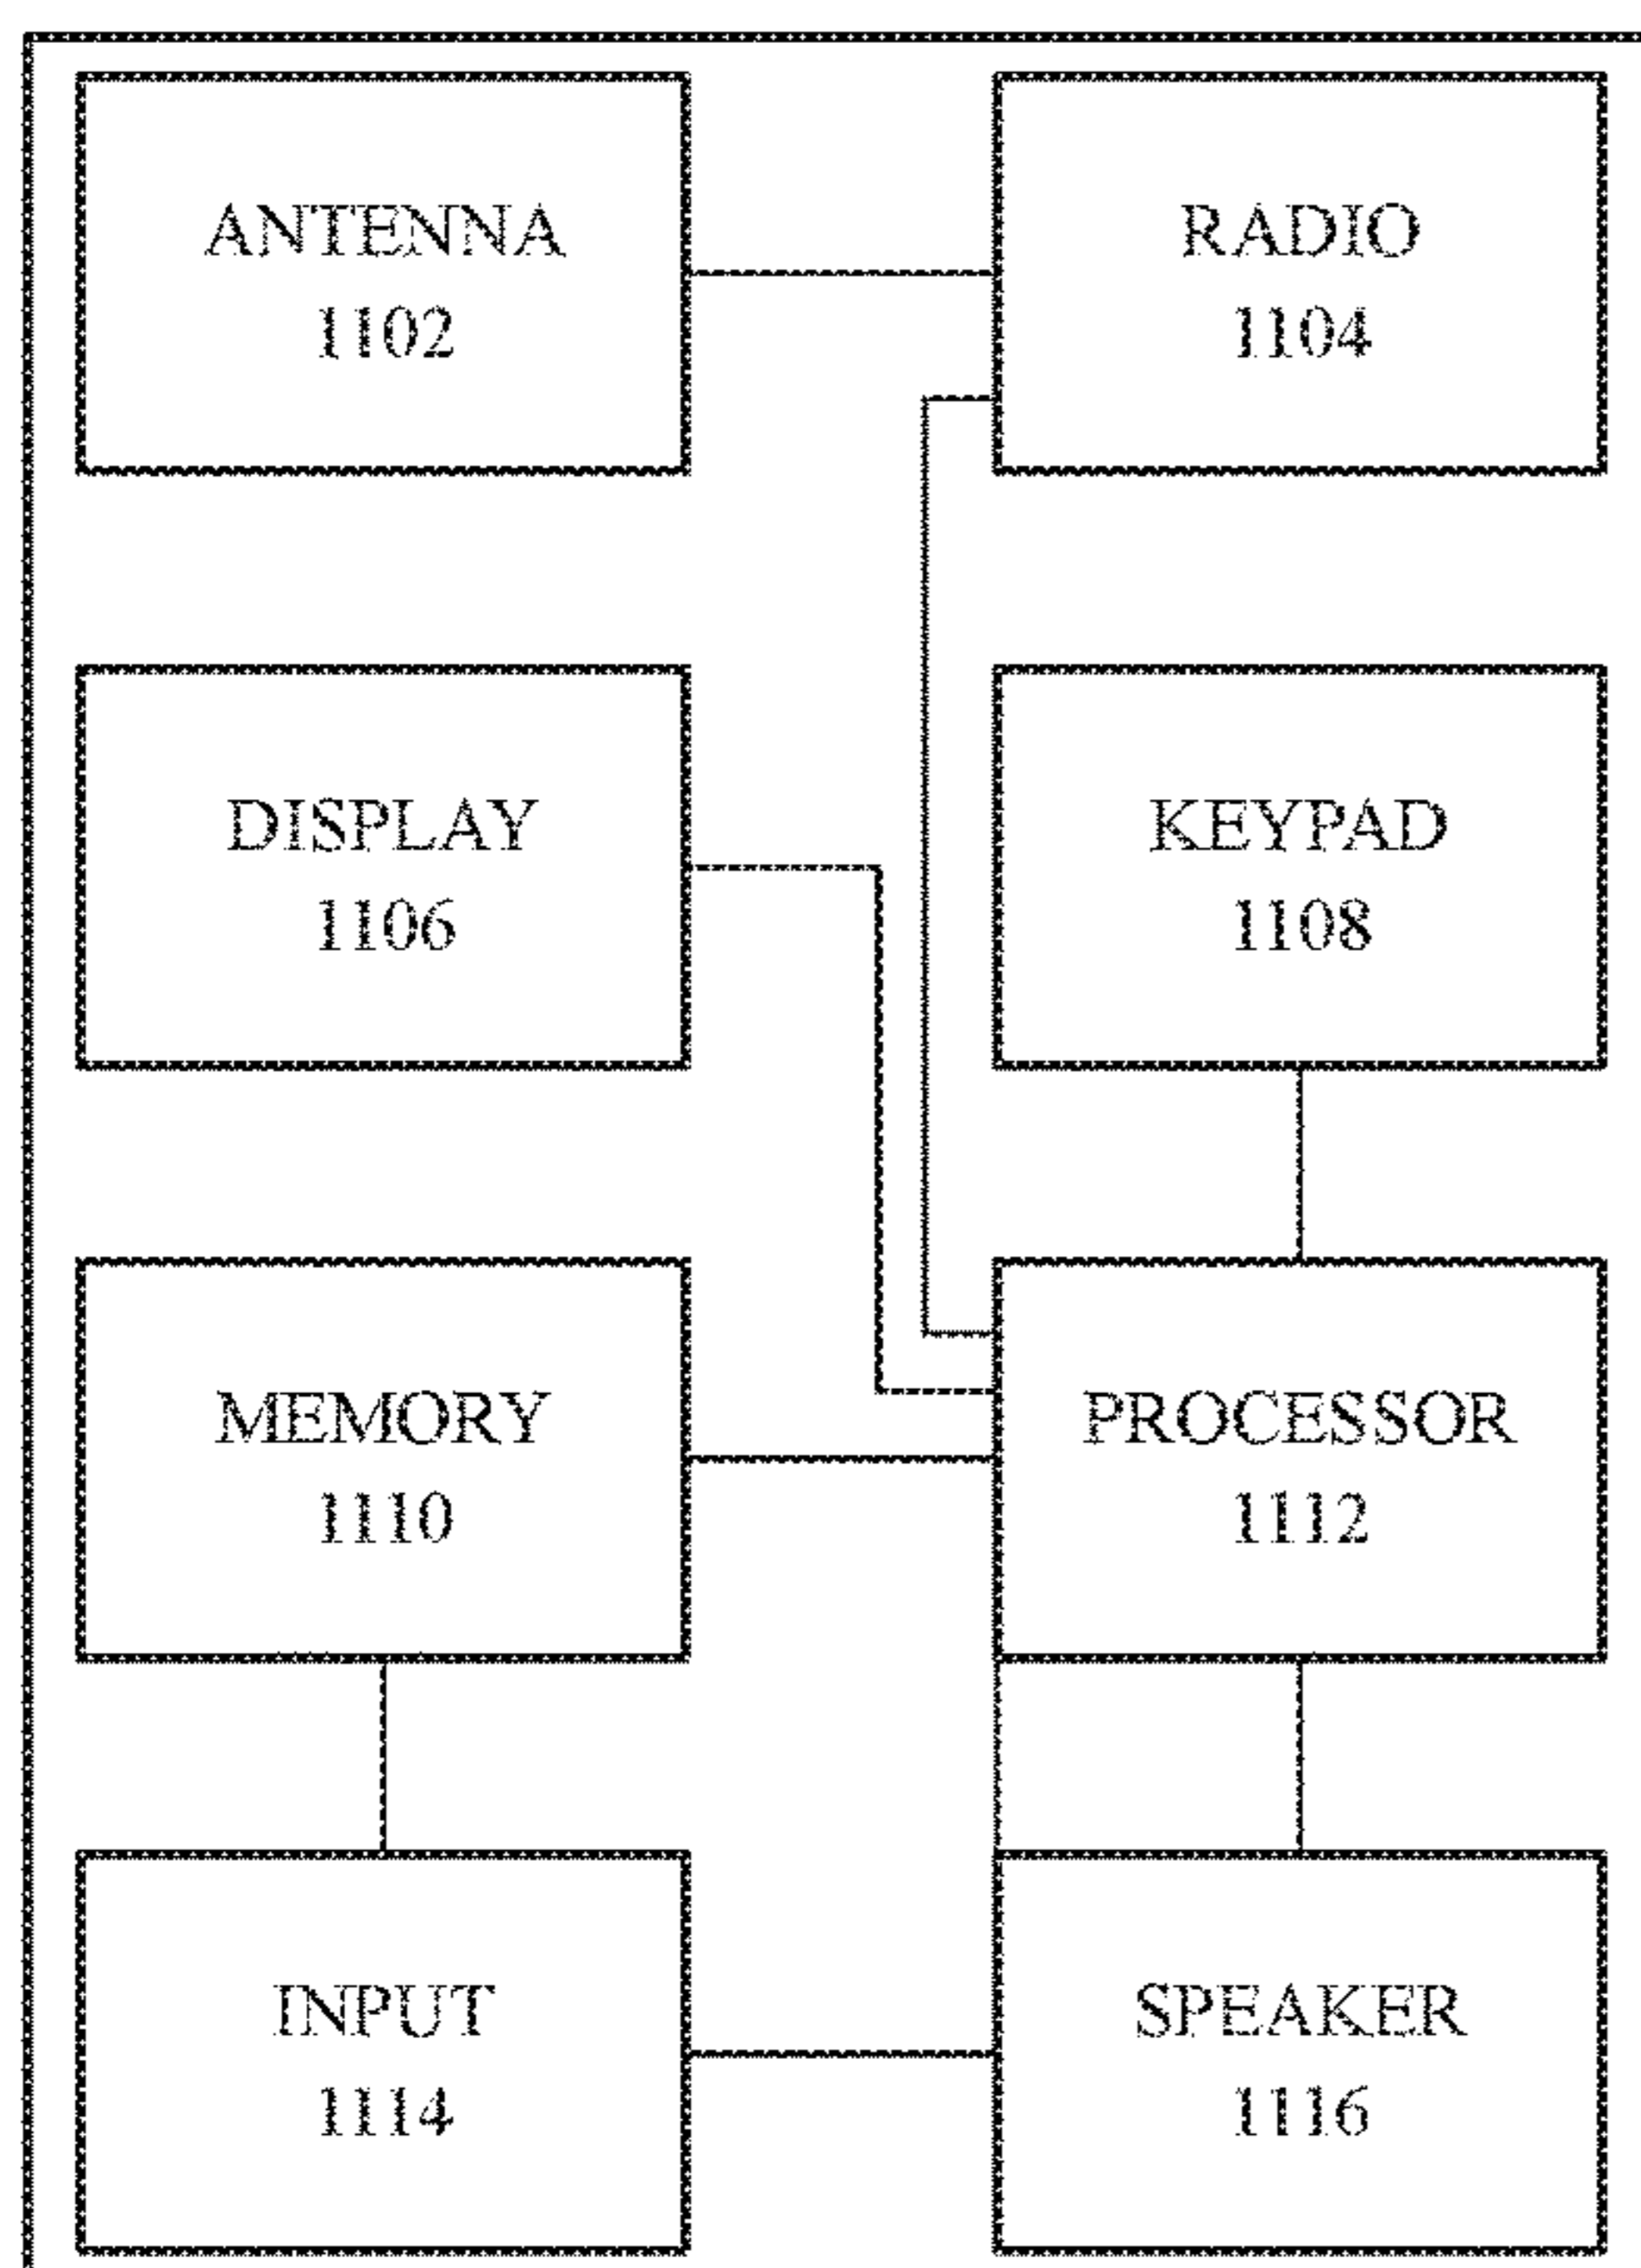 ANTENNA
1102
RADIO
1104
DISPLAY
1106
KEYPAD
1108
MEMORY
1110
PROCESSOR
1112
INPUT
1114
SPEAKER
1116